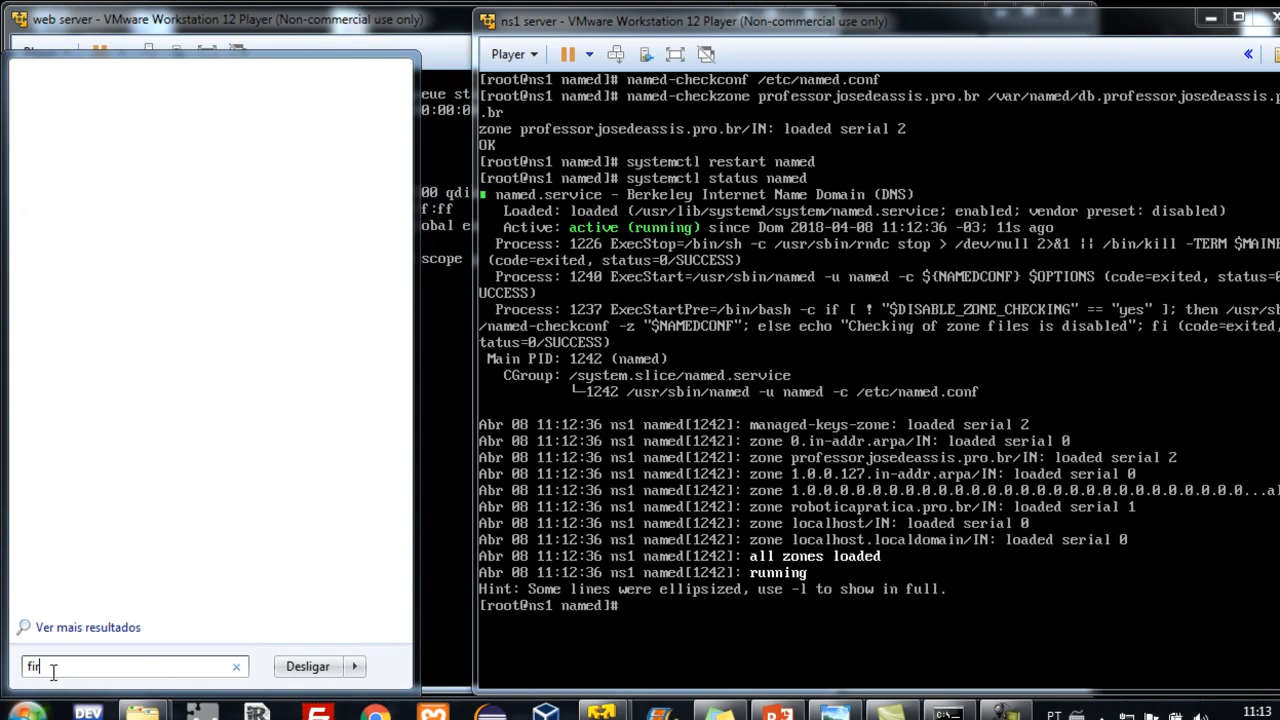 web server - VMware Workstation 12 Player (Non-commercial use only)
ns1 server - VMware Workstation 12 Player (Non-commercial use only)
Player
[root@ns1 named]# named-checkconf /etc/named.conf
[root@ns1 named]# named-checkzone professorjosedeassis.pro.br /var/named/db.professorjosedeassis.p
.br
zone professorjosedeassis.pro.br/IN: loaded serial 2
OK
[root@ns1 named]# systemctl restart named
[root@ns1 named]# systemctl status named
named.service - Berkeley Internet Name Domain (DNS)
Loaded: loaded (/usr/lib/systemd/system/named.service; enabled; vendor preset: disabled)
Active: active (running) since Dom 2018-04-08 11:12:36 -03; 11s ago
Process: 1226 ExecStop=/bin/sh -c /usr/sbin/rndc stop > /dev/null 2>&1 || /bin/kill -TERM $MAINP
(code=exited, status=0/SUCCESS)
Process: 1240 ExecStart=/usr/sbin/named -u named -c ${NAMEDCONF} $OPTIONS (code=exited, status=0
UCCESS)
Process: 1237 ExecStartPre=/bin/bash -c if [ ! "$DISABLE_ZONE_CHECKING" == "yes" ]; then /usr/sb
/named-checkconf -z "$NAMEDCONF"; else echo "Checking of zone files is disabled"; fi (code=exited,
tatus=0/SUCCESS)
Main PID: 1242 (named)
CGroup: /system.slice/named.service
└─1242 /usr/sbin/named -u named -c /etc/named.conf
Abr 08 11:12:36 ns1 named[1242]: managed-keys-zone: loaded serial 2
Abr 08 11:12:36 ns1 named[1242]: zone 0.in-addr.arpa/IN: loaded serial 0
Abr 08 11:12:36 ns1 named[1242]: zone professorjosedeassis.pro.br/IN: loaded serial 2
Abr 08 11:12:36 ns1 named[1242]: zone 1.0.0.127.in-addr.arpa/IN: loaded serial 0
Abr 08 11:12:36 ns1 named[1242]: zone 1.0.0.0.0.0.0.0.0.0.0.0.0.0.0.0.0.0.0.0.0.0.0.0.0.0.0...al
Abr 08 11:12:36 ns1 named[1242]: zone roboticapratica.pro.br/IN: loaded serial 1
Abr 08 11:12:36 ns1 named[1242]: zone localhost/IN: loaded serial 0
Abr 08 11:12:36 ns1 named[1242]: zone localhost.localdomain/IN: loaded serial 0
Abr 08 11:12:36 ns1 named[1242]: all zones loaded
Abr 08 11:12:36 ns1 named[1242]: running
Hint: Some lines were ellipsized, use -l to show in full.
[root@ns1 named]#
eue st
0:00:0
00 qdi
f:ff
obal e
scope
Ver mais resultados
fir
Desligar
DEV
PT
11:13